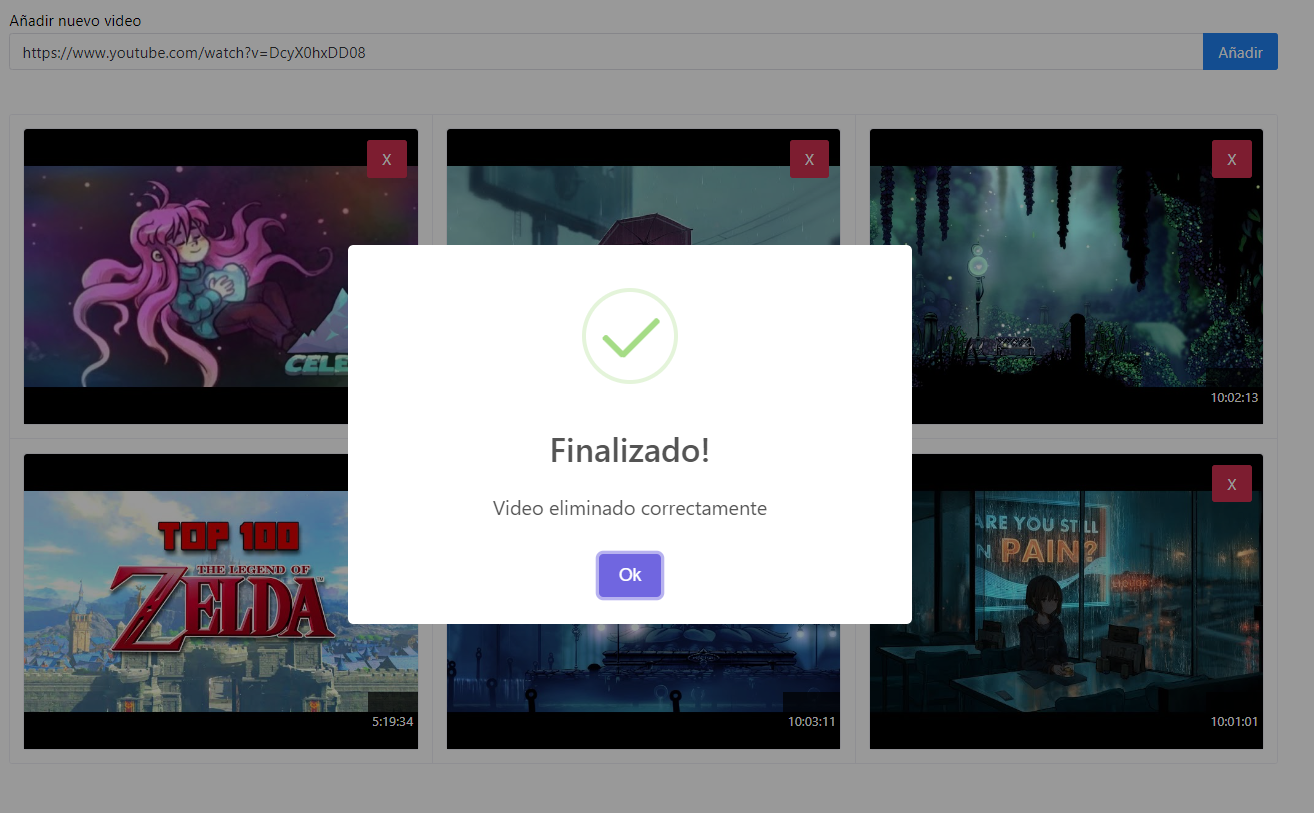 Añadir nuevo video
https://www.youtube.com/watch?v=DcyX0hxDD08
Añadir
X
X
X
CELE
10:02:13
Finalizado!
Video eliminado correctamente
Ok
TOP 100
THE LEGEND OF
ZELDA
5:19:34
10:03:11
X
ARE YOU STILL
N PAIN?
LIQUOR
10:01:01